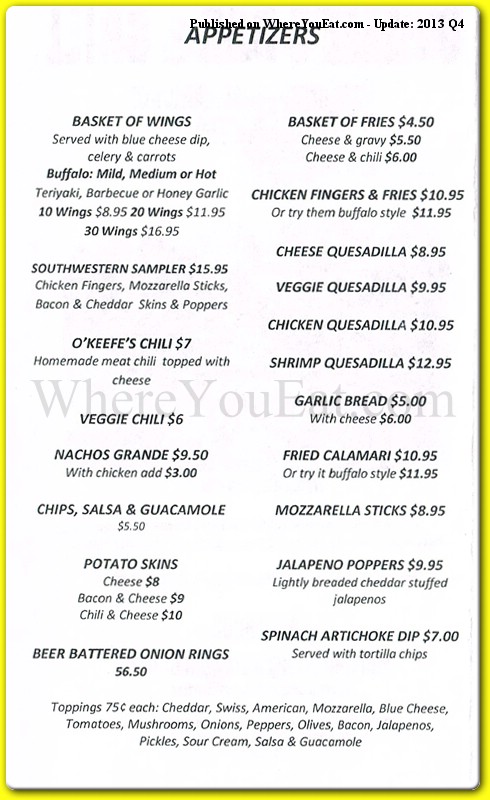 Published on WhereYouEat.com - Update: 2013 Q4
APPETIZERS
BASKET OF WINGS
Served with blue cheese dip,
celery & carrots
Buffalo: Mild, Medium or Hot
Teriyaki, Barbecue or Honey Garlic
10 Wings $8.95 20 Wings $11.95
30 Wings $16.95
SOUTHWESTERN SAMPLER $15.95
Chicken Fingers, Mozzarella Sticks,
Bacon & Cheddar Skins & Poppers
O'KEEFE'S CHILI $7
Homemade meat chili topped with
cheese
VEGGIE CHILI $6
NACHOS GRANDE $9.50
With chicken add $3.00
CHIPS, SALSA & GUACAMOLE
$5.50
POTATO SKINS
Cheese $8
Bacon & Cheese $9
Chili & Cheese $10
BEER BATTERED ONION RINGS
56.50
BASKET OF FRIES $4.50
Cheese & gravy $5.50
Cheese & chili $6.00
CHICKEN FINGERS & FRIES $10.95
Or try them buffalo style $11.95
CHEESE QUESADILLA $8.95
VEGGIE QUESADILLA $9.95
CHICKEN QUESADILLA $10.95
SHRIMP QUESADILLA $12.95
GARLIC BREAD $5.00
With cheese $6.00
FRIED CALAMARI $10.95
Or try it buffalo style $11.95
MOZZARELLA STICKS $8.95
JALAPENO POPPERS $9.95
Lightly breaded cheddar stuffed
jalapenos
SPINACH ARTICHOKE DIP $7.00
Served with tortilla chips
Toppings 75¢ each: Cheddar, Swiss, American, Mozzarella, Blue Cheese,
Tomatoes, Mushrooms, Onions, Peppers, Olives, Bacon, Jalapenos,
Pickles, Sour Cream, Salsa & Guacamole
WhereYouEat.com